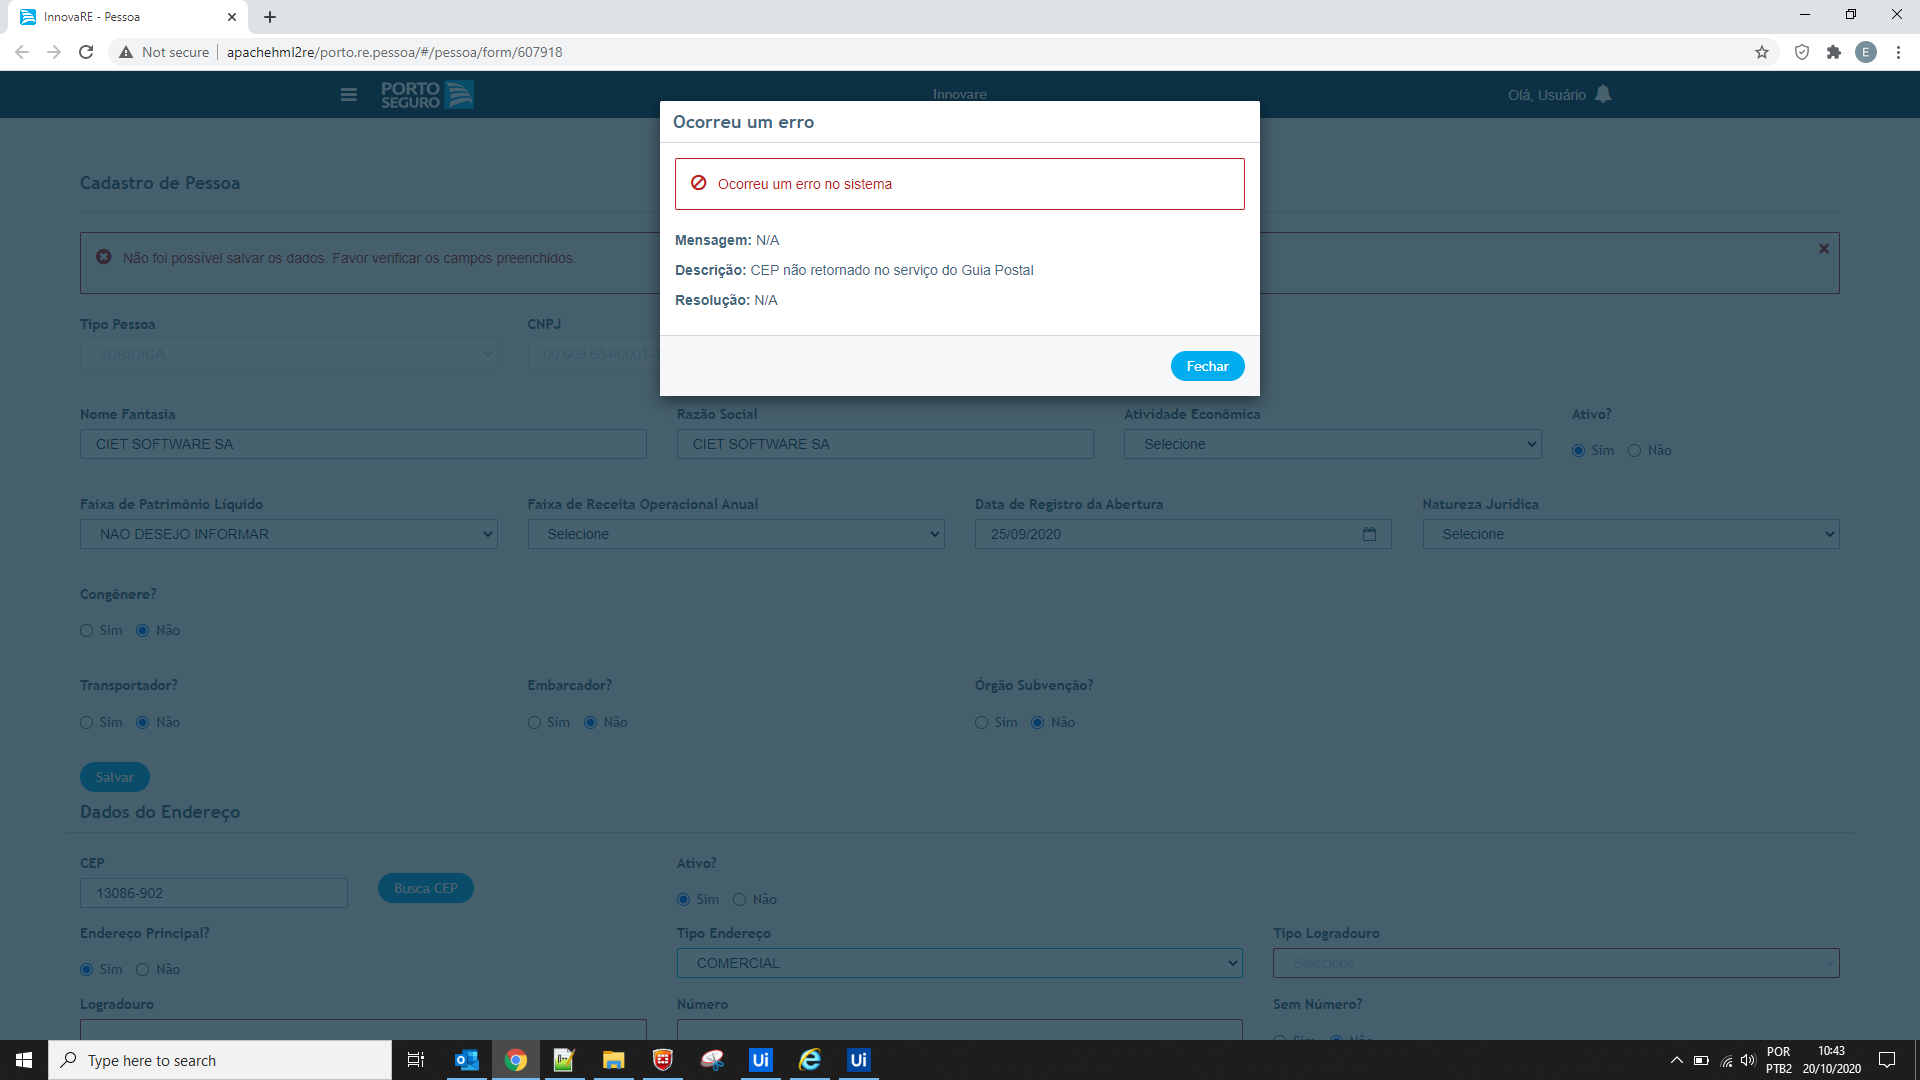 InnovaRE - Pessoa
Not secure
apachehml2re/porto.re.pessoa/#/pessoa/form/607918
E
PORTO
SEGURO
Innovare
Olá, Usuário
Ocorreu um erro
Ocorreu um erro no sistema
Mensagem: N/A
Descrição: CEP não retornado no serviço do Guia Postal
Resolução: N/A
Fechar
Cadastro de Pessoa
Não foi possível salvar os dados. Favor verificar os campos preenchidos.
Tipo Pessoa
CNPJ
JURIDICA
00.609.634/0001-
Nome Fantasia
Razão Social
Atividade Econômica
Ativo?
CIET SOFTWARE SA
CIET SOFTWARE SA
Selecione
Sim
Não
Faixa de Patrimônio Líquido
Faixa de Receita Operacional Anual
Data de Registro da Abertura
Natureza Jurídica
NAO DESEJO INFORMAR
Selecione
25/09/2020
Selecione
Congênere?
Sim
Não
Transportador?
Embarcador?
Órgão Subvenção?
Sim
Não
Sim
Não
Sim
Não
Salvar
Dados do Endereço
CEP
Ativo?
13086-902
Busca CEP
Sim
Não
Endereço Principal?
Tipo Endereço
Tipo Logradouro
Sim
Não
COMERCIAL
Selecione
Logradouro
Número
Sem Número?
Sim
Não
Type here to search
Ui
Ui
POR
PTB2
10:43
20/10/2020